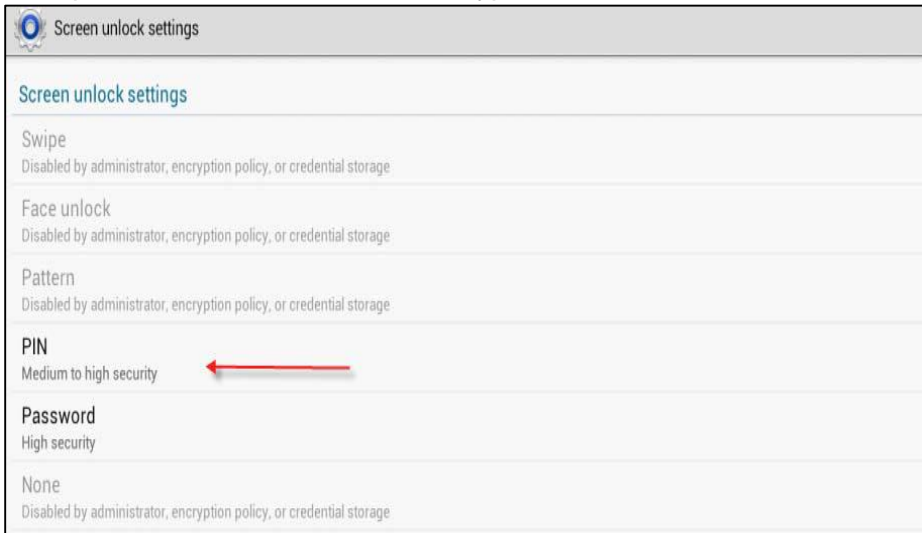 Screen unlock settings
Screen unlock settings
Swipe
Disabled by administrator, encryption policy, or credential storage
Face unlock
Disabled by administrator, encryption policy, or credential storage
Pattern
Disabled by administrator, encryption policy, or credential storage
PIN
Medium to high security
Password
High security
None
Disabled by administrator, encryption policy, or credential storage